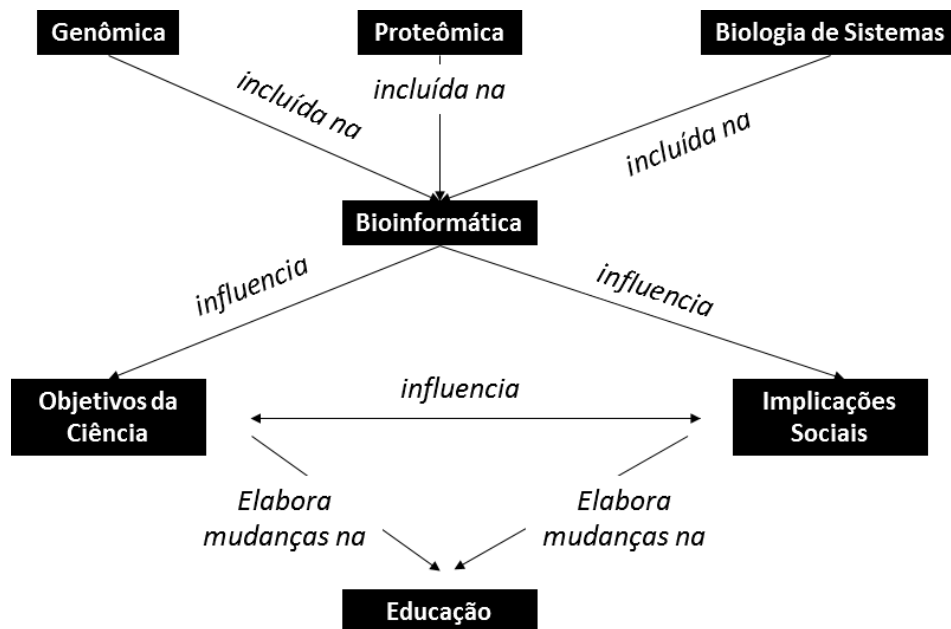 Genômica
Proteômica
Biologia de Sistemas
incluída na
incluída na
incluída na
Bioinformática
influencia
influencia
Objetivos da
Ciência
influencia
Implicações
Sociais
Elabora
mudanças na
Elabora
mudanças na
Educação